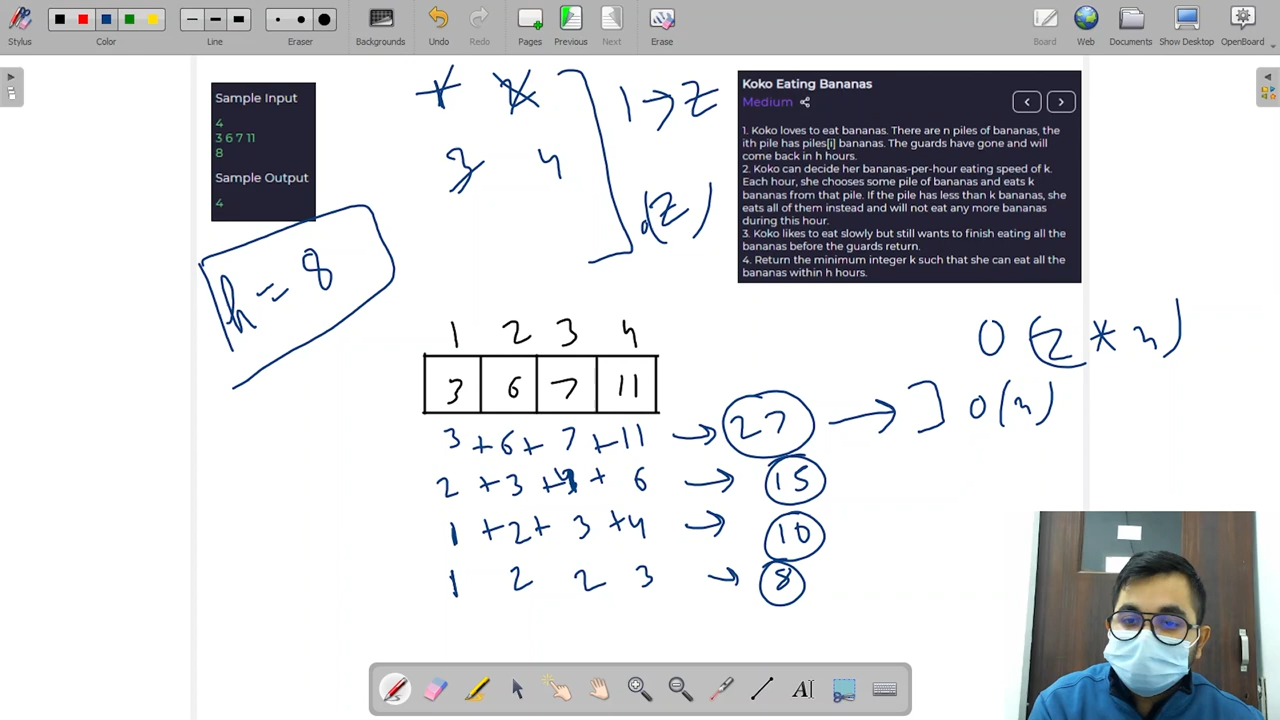 Stylus
Color
Line
Eraser
Backgrounds
Undo
Redo
Pages
Previous
Next
Erase
Board
Web
Documents
Show Desktop
OpenBoard
Sample Input
4
3 6 7 11
8
Sample Output
4
h = 8
1 2
3 4
1 → Z
O(Z)
Koko Eating Bananas
Medium
1. Koko loves to eat bananas. There are n piles of bananas, the
ith pile has piles[i] bananas. The guards have gone and will
come back in h hours.
2. Koko can decide her bananas-per-hour eating speed of k.
Each hour, she chooses some pile of bananas and eats k
bananas from that pile. If the pile has less than k bananas, she
eats all of them instead and will not eat any more bananas
during this hour.
3. Koko likes to eat slowly but still wants to finish eating all the
bananas before the guards return.
4. Return the minimum integer k such that she can eat all the
bananas within h hours.
O(Z * n)
1 2 3 4
3 6 7 11
3 + 6 + 7 + 11 → 27 → ] O(n)
2 + 3 + 4 + 6 → 15
1 + 2 + 3 + 4 → 10
1 2 2 3 → 8